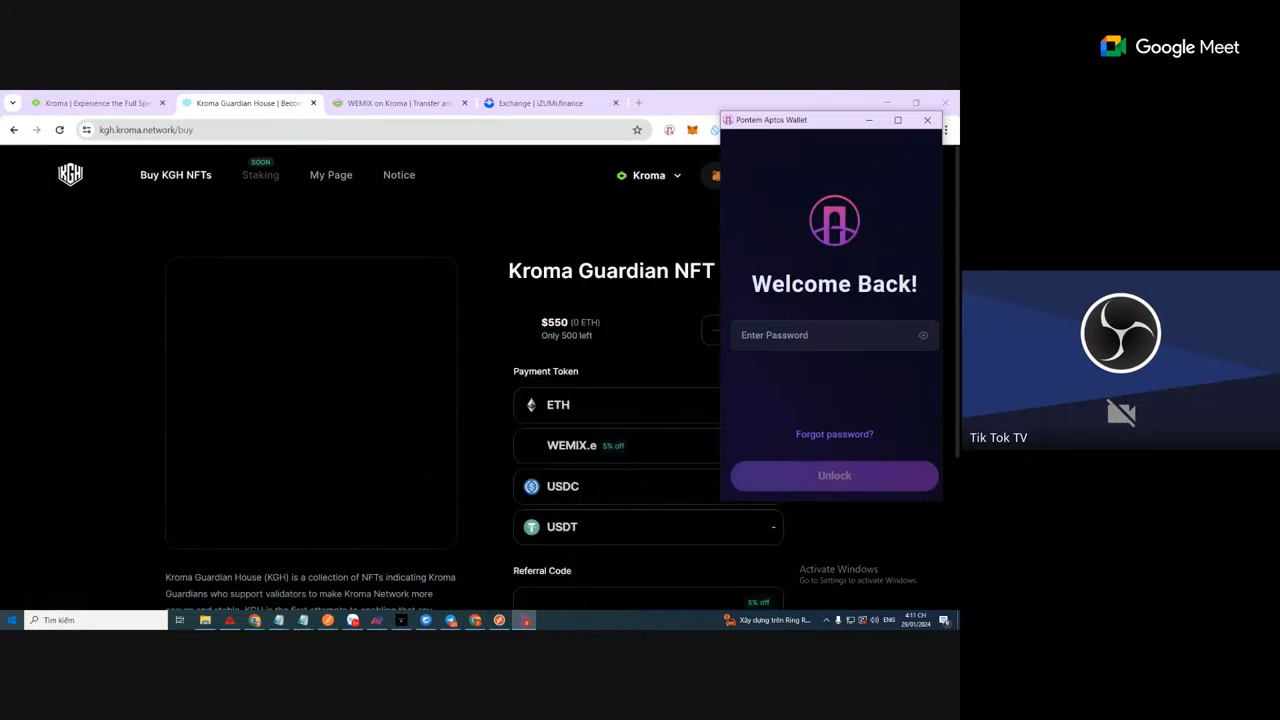 Google Meet
Kroma | Experience the Full Spe
Kroma Guardian House | Becom
WEMIX on Kroma | Transfer and
Exchange | iZUMi.finance
kgh.kroma.network/buy
Pontem Aptos Wallet
KGH
Buy KGH NFTs
SOON
Staking
My Page
Notice
Kroma
Kroma Guardian NFT
$550 (0 ETH)
Only 500 left
Payment Token
ETH
WEMIX.e 5% off
USDC
USDT -
Referral Code
5% off
Kroma Guardian House (KGH) is a collection of NFTs indicating Kroma
Guardians who support validators to make Kroma Network more
Welcome Back!
Enter Password
Forgot password?
Unlock
Activate Windows
Go to Settings to activate Windows.
Tik Tok TV
Tìm kiếm
Xây dựng trên Ring R...
ENG
4:11 CH
29/01/2024